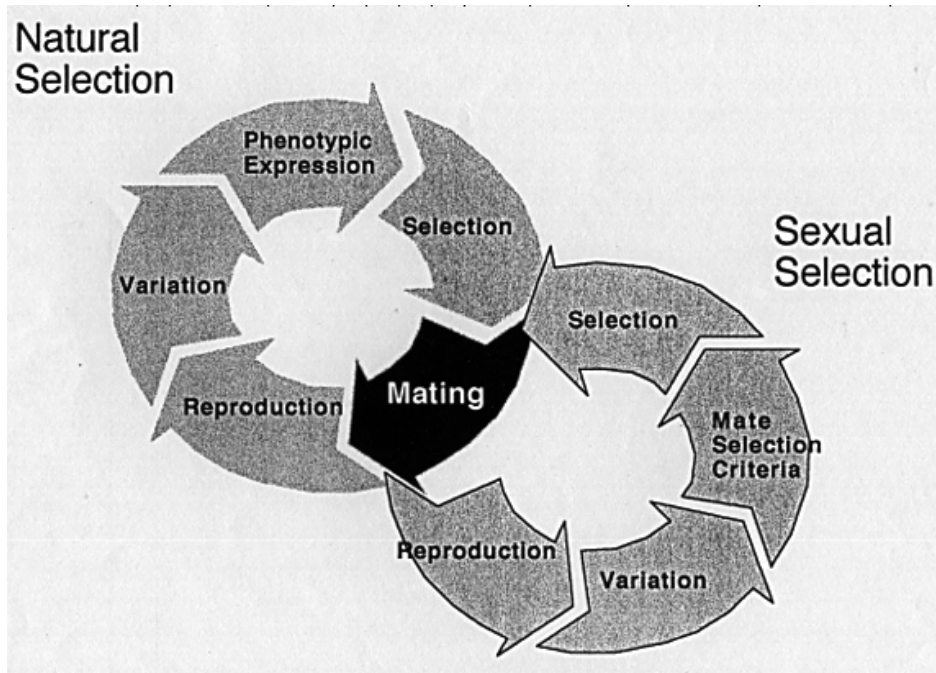 Natural
Selection
Phenotypic
Expression
Selection
Variation
Reproduction
Mating
Sexual
Selection
Selection
Mate
Selection
Criteria
Variation
Reproduction